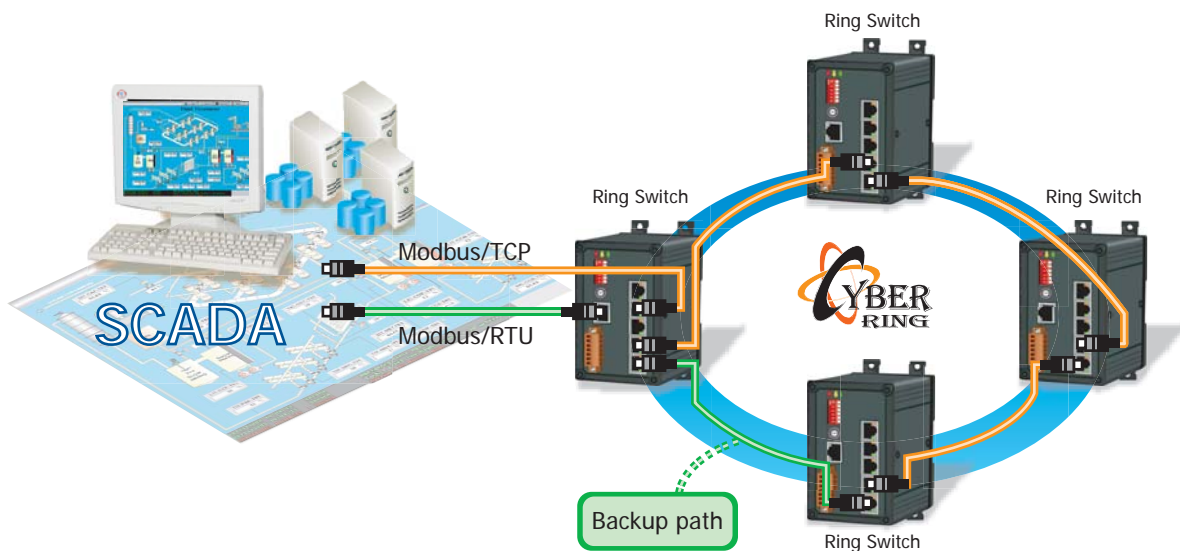 Ring Switch
Ring Switch
Ring Switch
Modbus/TCP
SCADA
Modbus/RTU
CYBER
RING
Backup path
Ring Switch